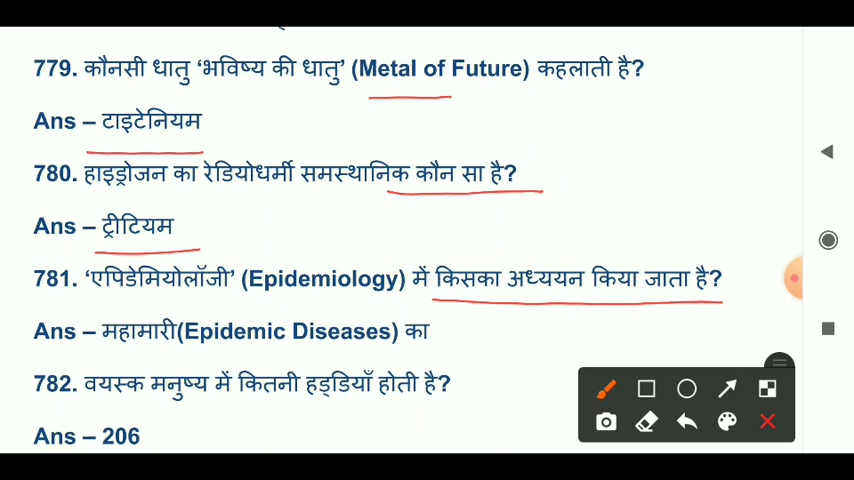 779. कौनसी धातु ‘भविष्य की धातु’ (Metal of Future) कहलाती है?
Ans – टाइटेनियम
780. हाइड्रोजन का रेडियोधर्मी समस्थानिक कौन सा है?
Ans – ट्रीटियम
781. ‘एपिडेमियोलॉजी’ (Epidemiology) में किसका अध्ययन किया जाता है?
Ans – महामारी(Epidemic Diseases) का
782. वयस्क मनुष्य में कितनी हड्डियाँ होती है?
Ans – 206